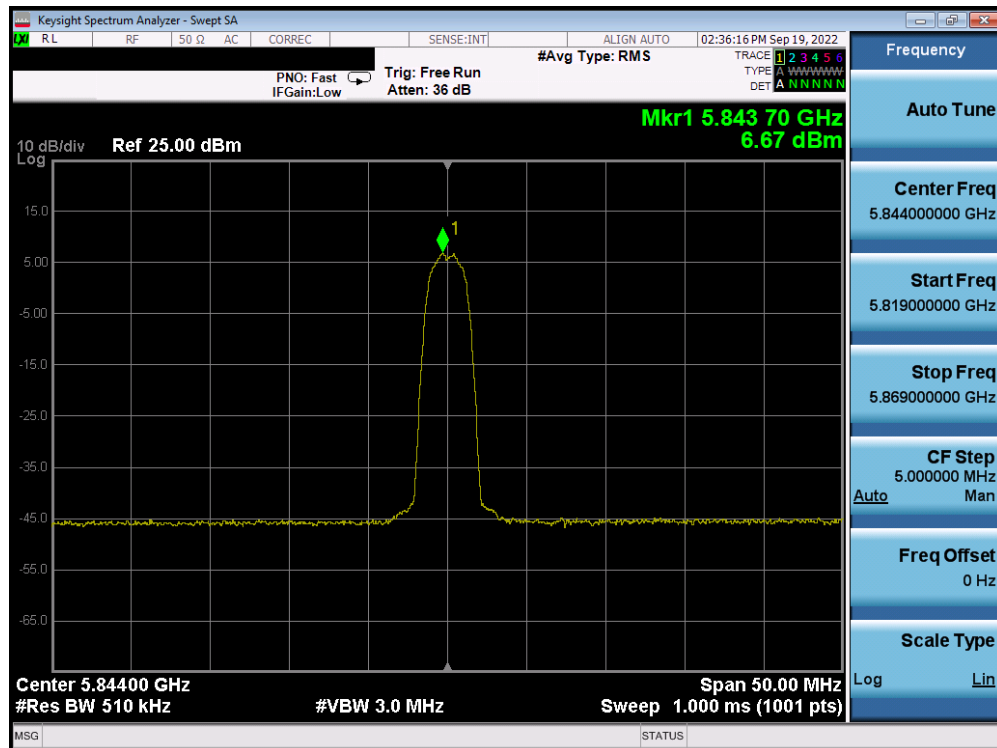 Keysight Spectrum Analyzer - Swept SA
LXI RL RF 50 Ω AC CORREC SENSE:INT ALIGN AUTO 02:36:16 PM Sep 19, 2022
#Avg Type: RMS
TRACE 1 2 3 4 5 6
PNO: Fast Trig: Free Run
TYPE A WWWWW
IFGain:Low Atten: 36 dB
DET A N N N N N
Mkr1 5.843 70 GHz
6.67 dBm
10 dB/div Ref 25.00 dBm
Log
1
15.0
5.00
-5.00
-15.0
-25.0
-35.0
-45.0
-55.0
-65.0
Center 5.84400 GHz Span 50.00 MHz
#Res BW 510 kHz #VBW 3.0 MHz Sweep 1.000 ms (1001 pts)
MSG STATUS
Frequency
Auto Tune
Center Freq
5.844000000 GHz
Start Freq
5.819000000 GHz
Stop Freq
5.869000000 GHz
CF Step
5.000000 MHz
Auto Man
Freq Offset
0 Hz
Scale Type
Log Lin